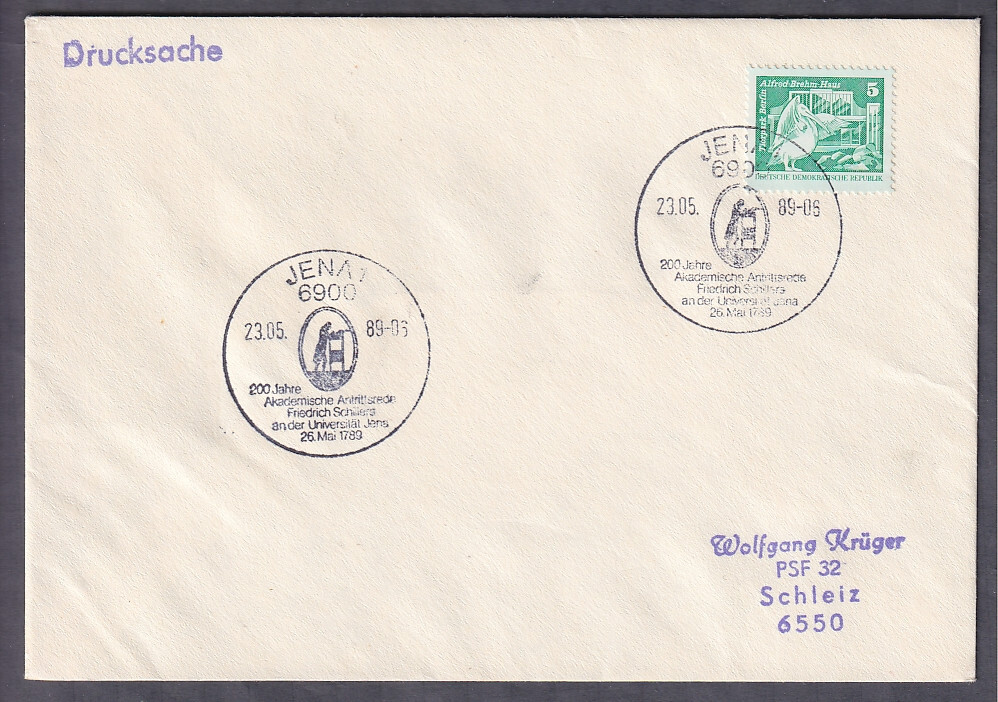 Drucksache
Alfred-Brehm-Haus
5
Tierpark Berlin
DEUTSCHE DEMOKRATISCHE REPUBLIK
JENA
690
23.05. 89-06
200 Jahre
Akademische Antrittsrede
Friedrich Schillers
an der Universität Jena
26. Mai 1789
JENA 1
6900
23.05. 89-06
200 Jahre
Akademische Antrittsrede
Friedrich Schillers
an der Universität Jena
26. Mai 1789
Wolfgang Krüger
PSF 32
Schleiz
6550